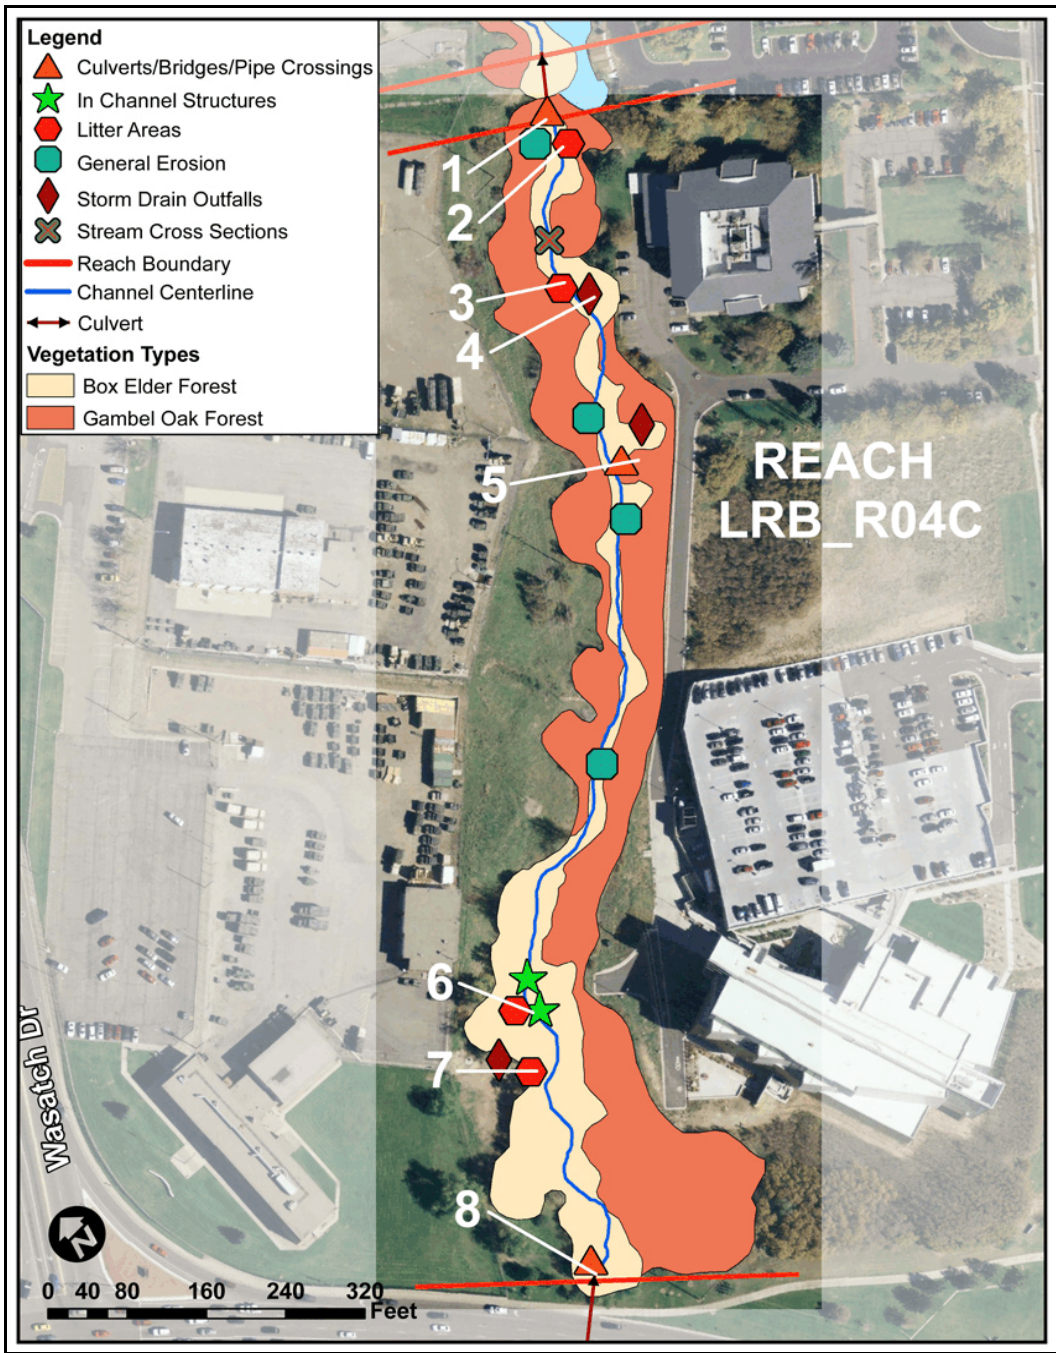 Legend
Culverts/Bridges/Pipe Crossings
In Channel Structures
Litter Areas
General Erosion
Storm Drain Outfalls
Stream Cross Sections
Reach Boundary
Channel Centerline
Culvert
Vegetation Types
Box Elder Forest
Gambel Oak Forest
1
2
3
4
5
REACH
LRB_R04C
6
7
8
Wasatch Dr
N
0 40 80 160 240 320
Feet